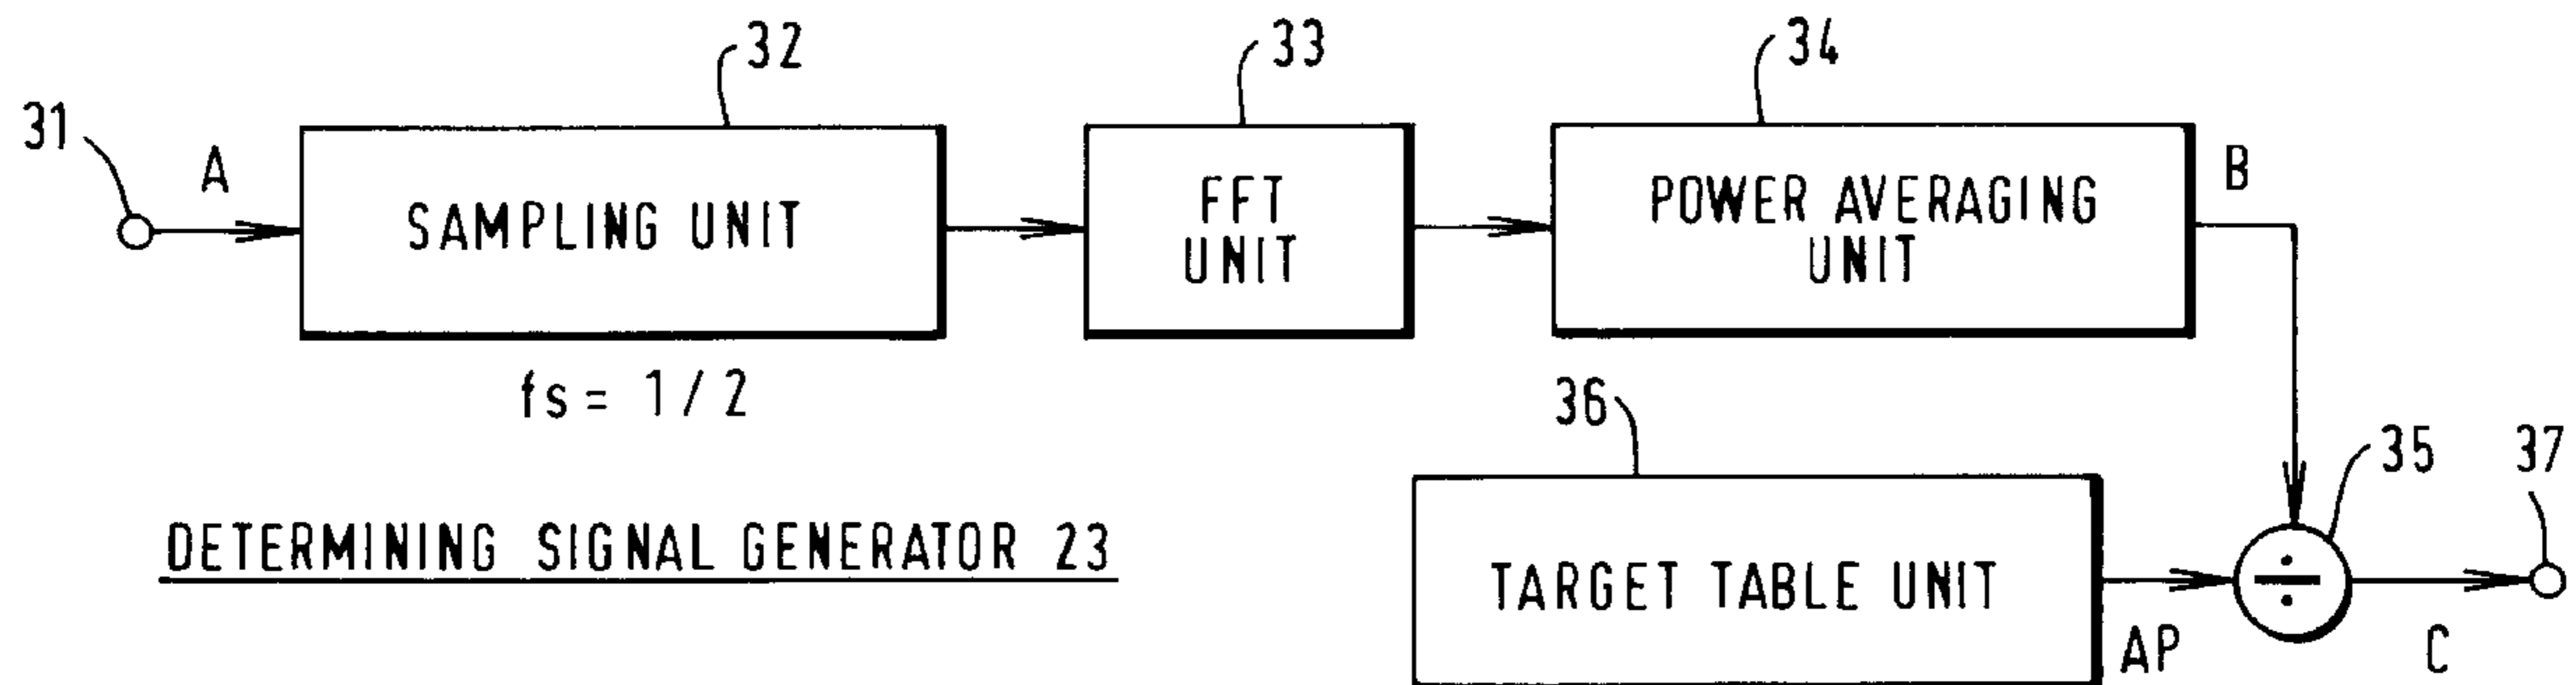 32
33
34
31
A
SAMPLING UNIT
FFT
UNIT
POWER AVERAGING
UNIT
B
fs = 1 / 2
36
35
37
DETERMINING SIGNAL GENERATOR 23
TARGET TABLE UNIT
÷
AP
C